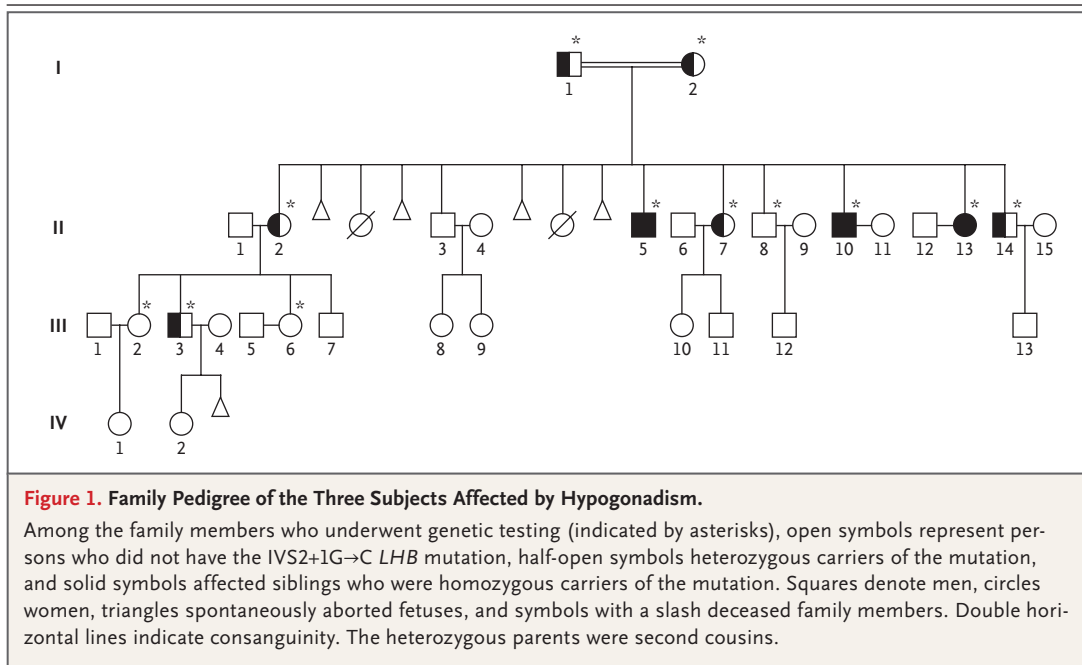 * *
I
1 2
* * * * * * *
II
1 2 3 4 5 6 7 8 9 10 11 12 13 14 15
* * *
III
1 2 3 4 5 6 7 8 9 10 11 12 13
IV
1 2
Figure 1. Family Pedigree of the Three Subjects Affected by Hypogonadism.
Among the family members who underwent genetic testing (indicated by asterisks), open symbols represent per-
sons who did not have the IVS2+1G→C LHB mutation, half-open symbols heterozygous carriers of the mutation,
and solid symbols affected siblings who were homozygous carriers of the mutation. Squares denote men, circles
women, triangles spontaneously aborted fetuses, and symbols with a slash deceased family members. Double hori-
zontal lines indicate consanguinity. The heterozygous parents were second cousins.